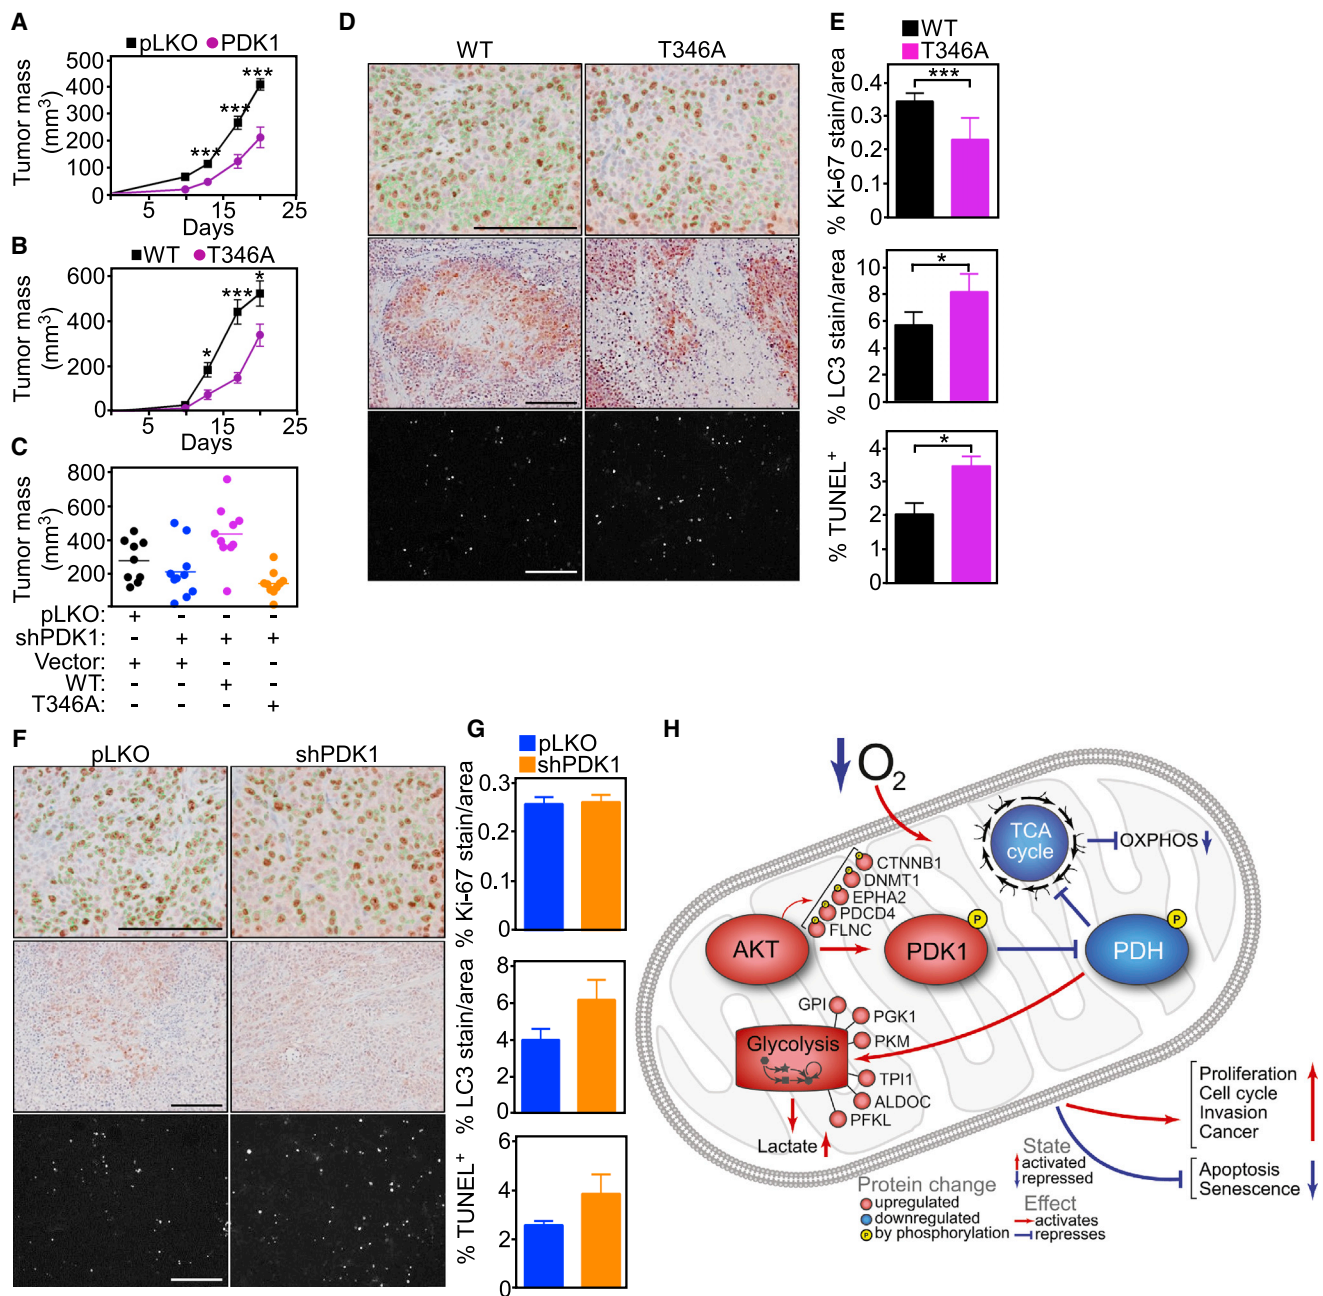 A
pLKO PDK1
Tumor mass
(mm3)
500
400
300
200
100
0
***
***
***
5 15 25
Days
B
WT T346A
Tumor mass
(mm3)
600
400
200
0
*
***
*
5 15 25
Days
C
Tumor mass
(mm3)
800
600
400
200
pLKO: + - - -
shPDK1: - + + +
Vector: + + - -
WT: - - + -
T346A: - - - +
D
WT T346A
E
WT
T346A
% Ki-67 stain/area
0.4
0.3
0.2
0.1
0
***
% LC3 stain/area
10
8
6
4
2
0
*
% TUNEL+
4
3
2
1
0
*
F
pLKO shPDK1
G
pLKO
shPDK1
% Ki-67 stain/area
0.3
0.2
0.1
0
% LC3 stain/area
8
6
4
2
0
% TUNEL+
6
4
2
0
H
O2
TCA
cycle
OXPHOS
P CTNNB1
P DNMT1
P EPHA2
P PDCD4
P FLNC
AKT
PDK1
P
PDH
P
GPI
PGK1
PKM
Glycolysis
TPI1
ALDOC
PFKL
Lactate
Proliferation
Cell cycle
Invasion
Cancer
Apoptosis
Senescence
State
activated
repressed
Protein change
upregulated
downregulated
P by phosphorylation
Effect
activates
represses